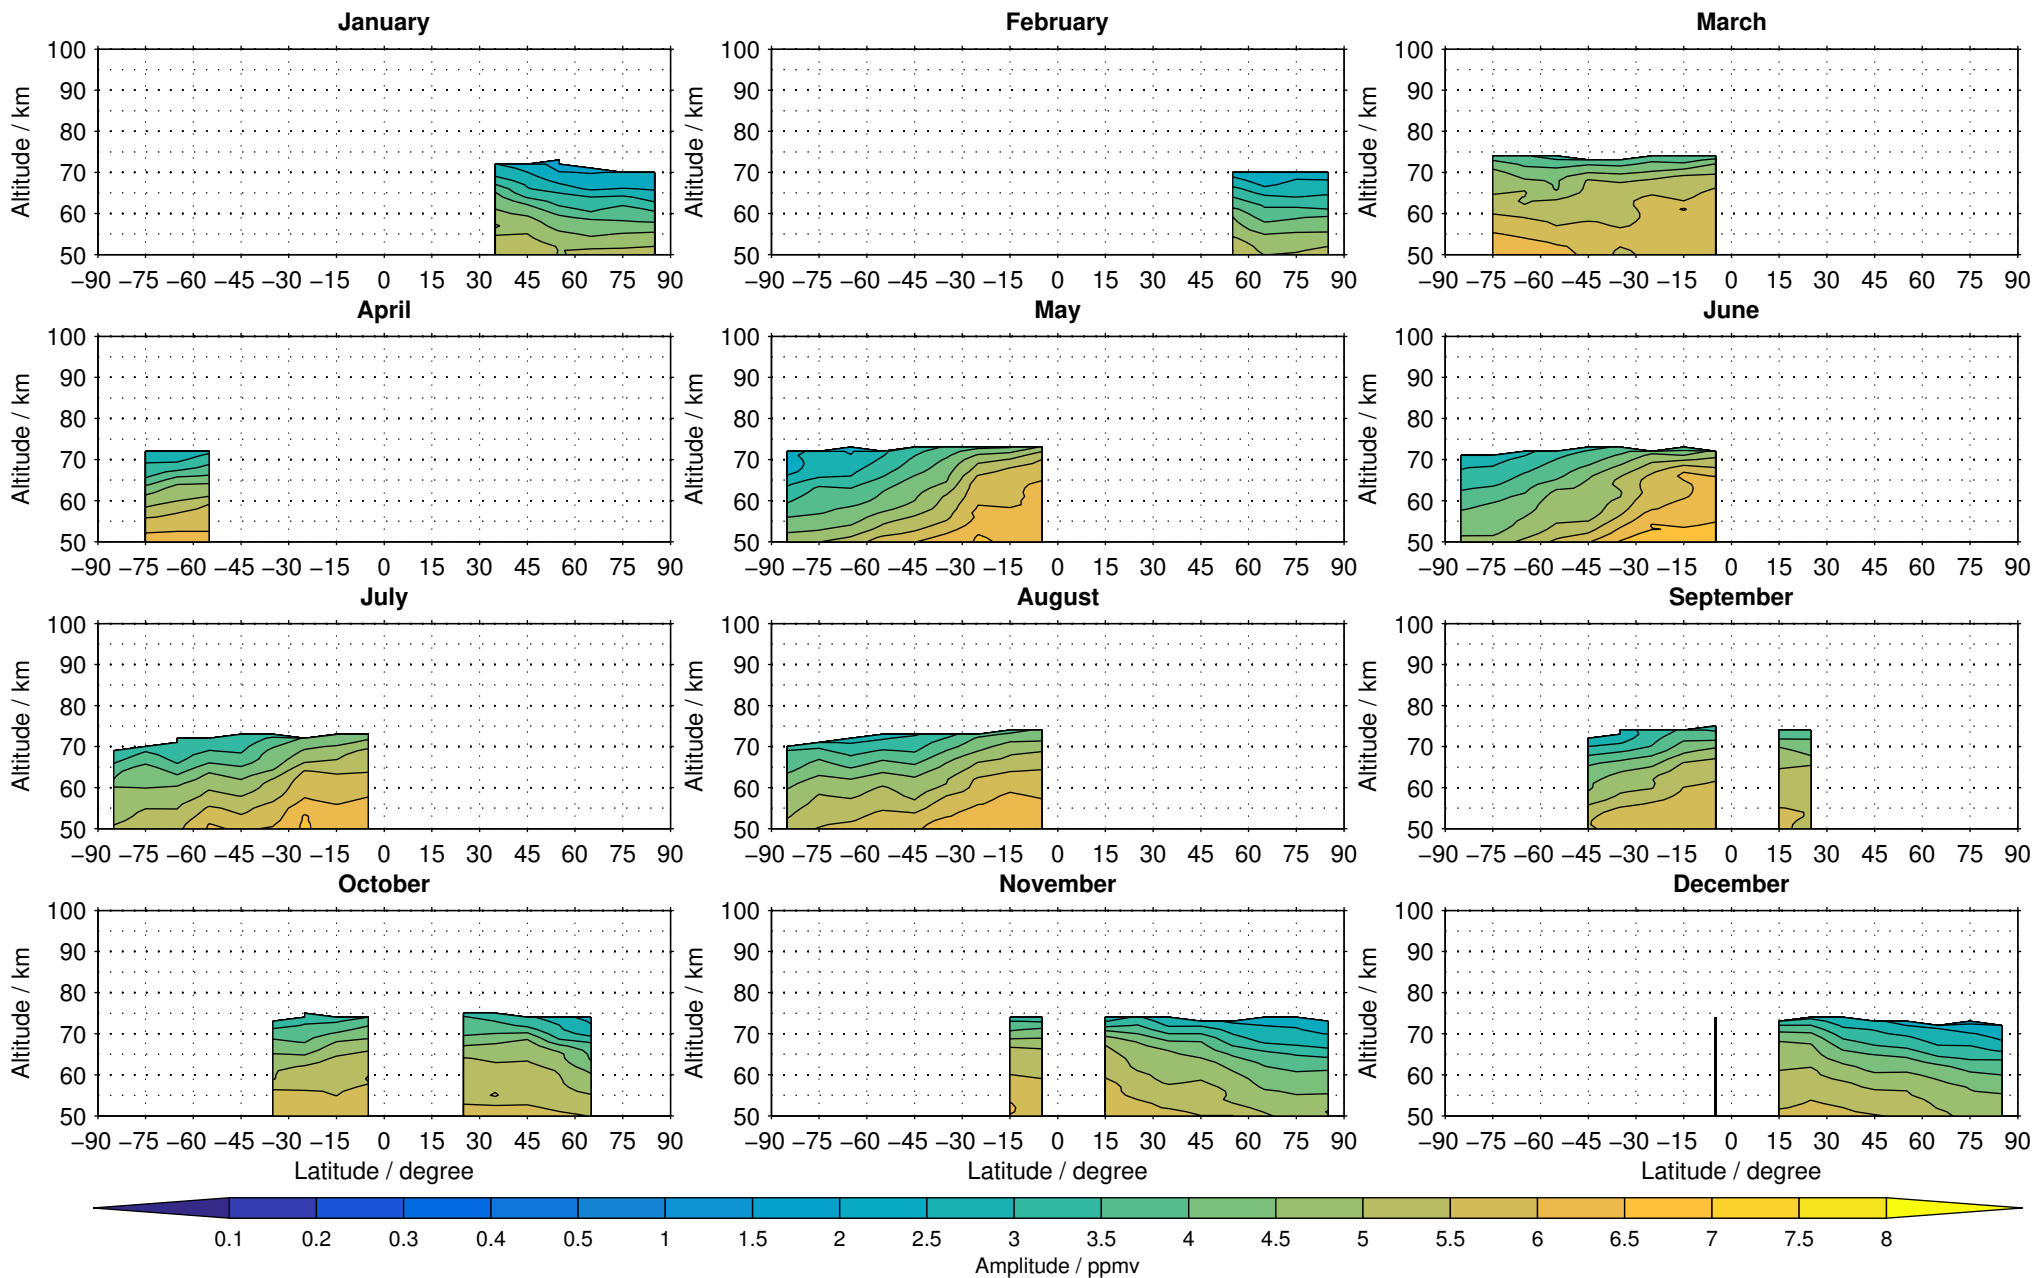 January February March
100 100 100
90 90 90
80 80 80
70 70 70
60 60 60
50 50 50
Altitude / km Altitude / km Altitude / km
−90 −75 −60 −45 −30 −15 0 15 30 45 60 75 90 −90 −75 −60 −45 −30 −15 0 15 30 45 60 75 90 −90 −75 −60 −45 −30 −15 0 15 30 45 60 75 90
April May June
100 100 100
90 90 90
80 80 80
70 70 70
60 60 60
50 50 50
Altitude / km Altitude / km Altitude / km
−90 −75 −60 −45 −30 −15 0 15 30 45 60 75 90 −90 −75 −60 −45 −30 −15 0 15 30 45 60 75 90 −90 −75 −60 −45 −30 −15 0 15 30 45 60 75 90
July August September
100 100 100
90 90 90
80 80 80
70 70 70
60 60 60
50 50 50
Altitude / km Altitude / km Altitude / km
−90 −75 −60 −45 −30 −15 0 15 30 45 60 75 90 −90 −75 −60 −45 −30 −15 0 15 30 45 60 75 90 −90 −75 −60 −45 −30 −15 0 15 30 45 60 75 90
October November December
100 100 100
90 90 90
80 80 80
70 70 70
60 60 60
50 50 50
Altitude / km Altitude / km Altitude / km
−90 −75 −60 −45 −30 −15 0 15 30 45 60 75 90 −90 −75 −60 −45 −30 −15 0 15 30 45 60 75 90 −90 −75 −60 −45 −30 −15 0 15 30 45 60 75 90
Latitude / degree Latitude / degree Latitude / degree
0.1 0.2 0.3 0.4 0.5 1 1.5 2 2.5 3 3.5 4 4.5 5 5.5 6 6.5 7 7.5 8
Amplitude / ppmv